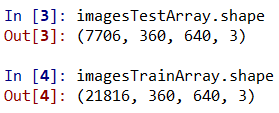 In [3]: imagesTestArray.shape
Out[3]: (7706, 360, 640, 3)
In [4]: imagesTrainArray.shape
Out[4]: (21816, 360, 640, 3)